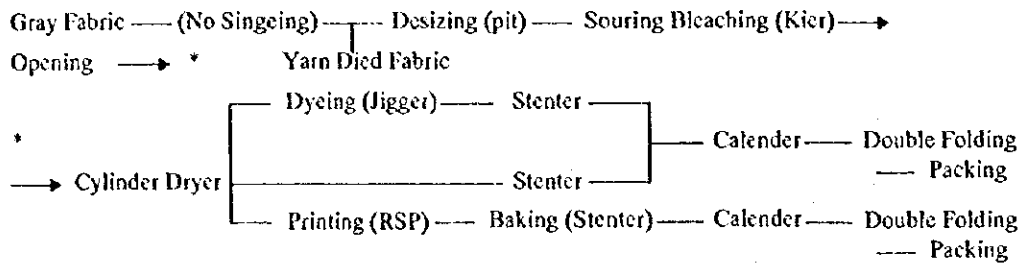 Gray Fabric (No Singeing) Desizing (pit) Souring Bleaching (Kier)
Opening * Yarn Died Fabric
Dyeing (Jigger) Stenter
* Calender Double Folding
Cylinder Dryer Stenter Packing
Printing (RSP) Baking (Stenter) Calender Double Folding
Packing